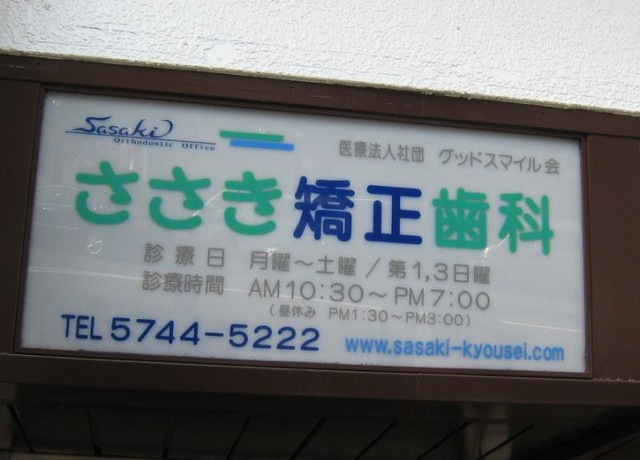 Sasaki
Orthodontic Office
医療法人社団 グッドスマイル会
ささき矯正歯科
診療日 月曜～土曜/第1,3日曜
診療時間 AM10:30～PM7:00
(昼休み PM1:30～PM3:00)
TEL 5744-5222 www.sasaki-kyousei.com